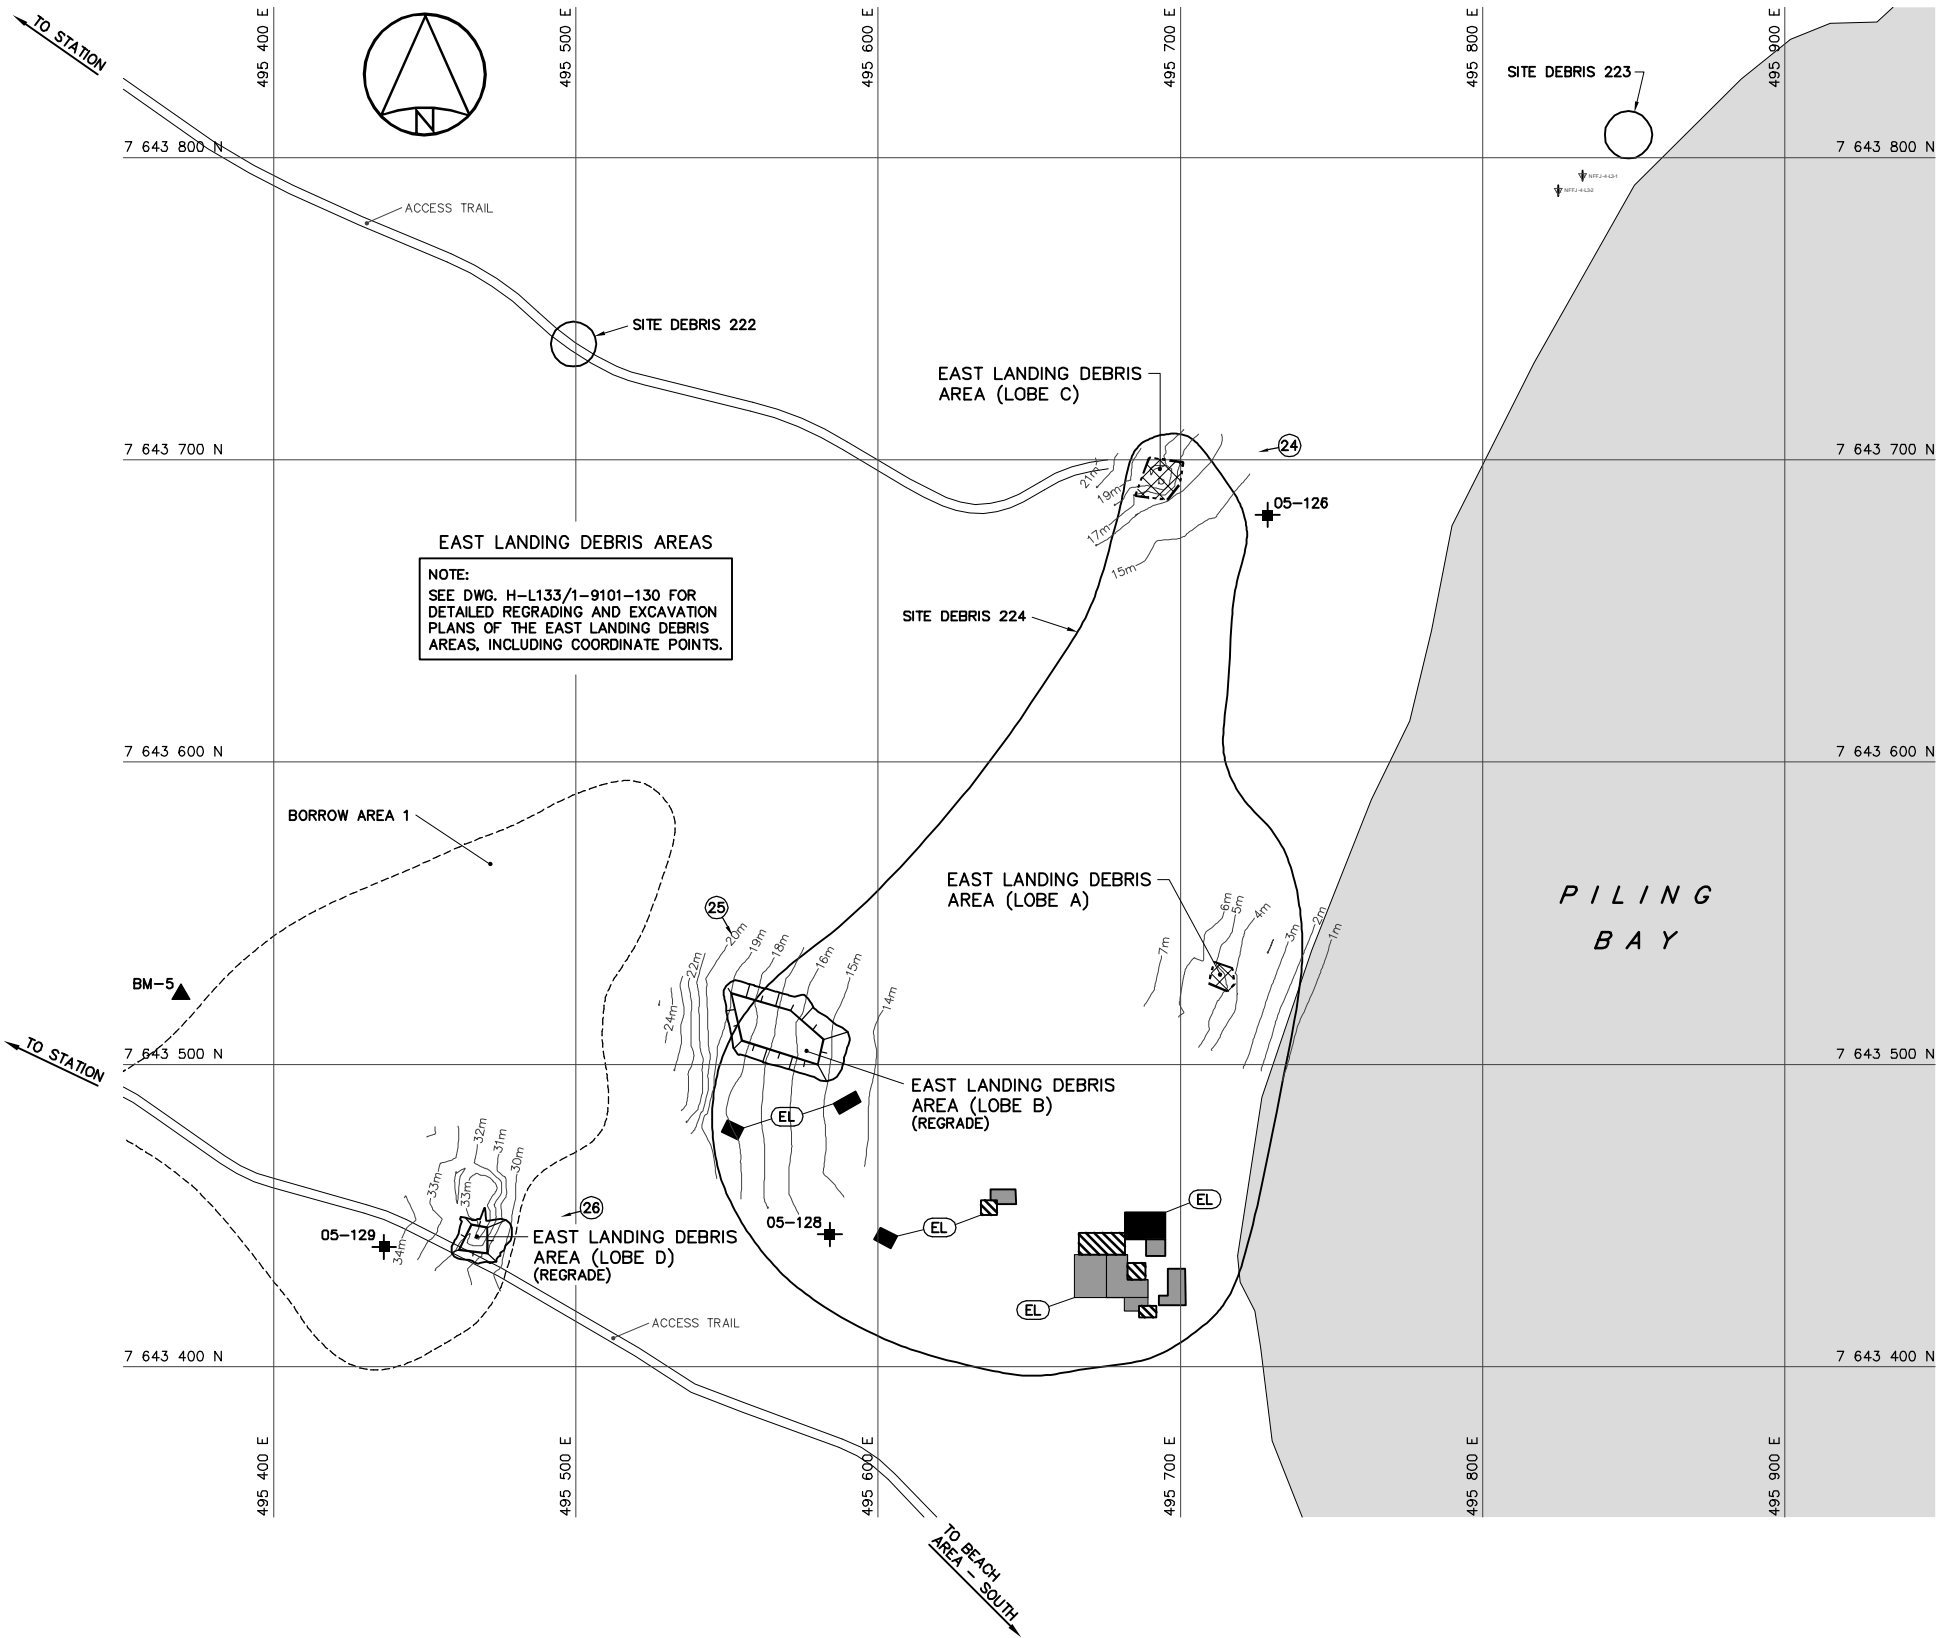 TO STATION
495 400 E
495 500 E
495 600 E
495 700 E
495 800 E
495 900 E
N
SITE DEBRIS 223
7 643 800 N
7 643 800 N
NFFJ-4-L2-1
ACCESS TRAIL
SITE DEBRIS 222
EAST LANDING DEBRIS
AREA (LOBE C)
7 643 700 N
24
7 643 700 N
21m
19m
17m
15m
05-126
EAST LANDING DEBRIS AREAS
NOTE:
SEE DWG. H-L133/1-9101-130 FOR
DETAILED REGRADING AND EXCAVATION
PLANS OF THE EAST LANDING DEBRIS
AREAS, INCLUDING COORDINATE POINTS.
SITE DEBRIS 224
7 643 600 N
7 643 600 N
BORROW AREA 1
EAST LANDING DEBRIS
AREA (LOBE A)
PILING
BAY
25
24m
22m
20m
19m
18m
16m
15m
14m
7m
6m
5m
4m
3m
2m
1m
BM-5
TO STATION
7 643 500 N
7 643 500 N
EAST LANDING DEBRIS
AREA (LOBE B)
(REGRADE)
EL
34m
33m
33m
32m
31m
30m
26
05-129
EAST LANDING DEBRIS
AREA (LOBE D)
(REGRADE)
05-128
EL
EL
EL
ACCESS TRAIL
7 643 400 N
7 643 400 N
495 400 E
495 500 E
495 600 E
495 700 E
495 800 E
495 900 E
TO BEACH
AREA - SOUTH